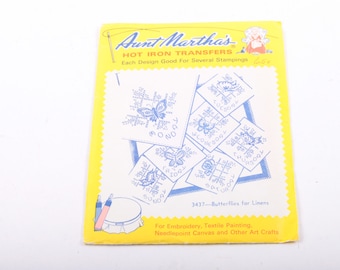 Aunt Martha's
HOT IRON TRANSFERS
Each Design Good For Several Stampings
3437—Butterflies for Linens
For Embroidery, Textile Painting,
Needlepoint Canvas and Other Art Crafts